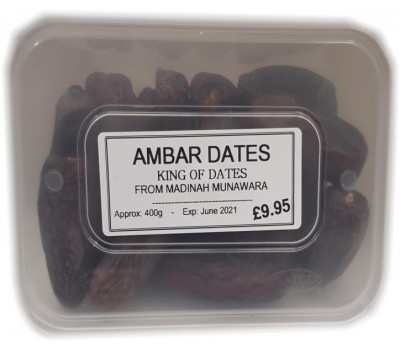 AMBAR DATES
KING OF DATES
FROM MADINAH MUNAWARA
Approx: 400g - Exp: June 2021 £9.95